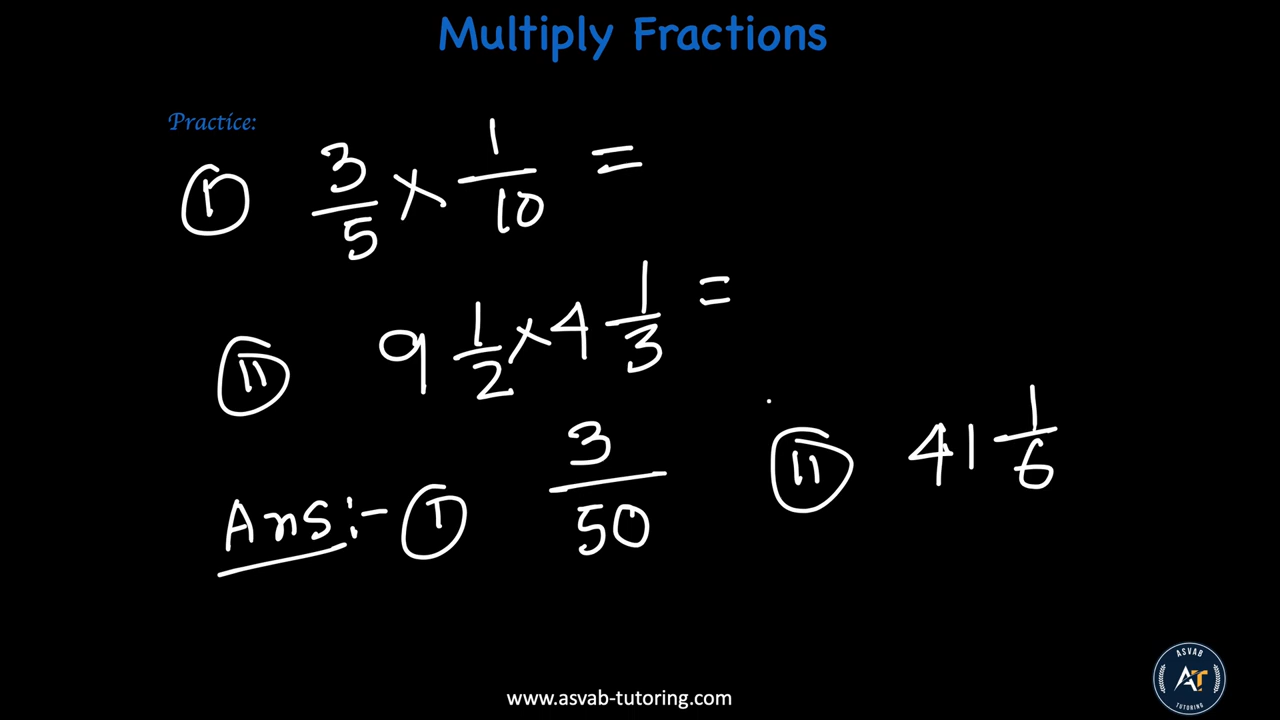 Multiply Fractions
Practice:
I 3/5 × 1/10 =
II 9 1/2 × 4 1/3 =
Ans:- I 3/50 II 41 1/6
www.asvab-tutoring.com
ASVAB
AT
TUTORING